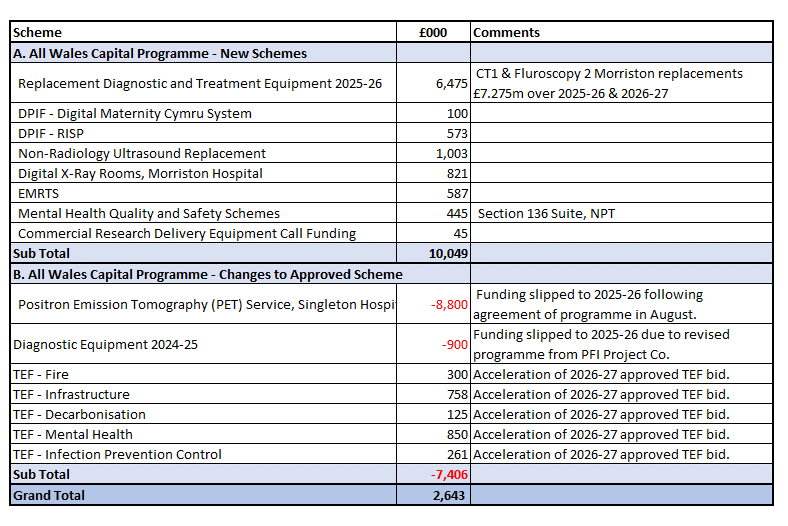 Scheme £000 Comments
A. All Wales Capital Programme - New Schemes
Replacement Diagnostic and Treatment Equipment 2025-26 6,475 CT1 & Fluroscopy 2 Morriston replacements
£7.275m over 2025-26 & 2026-27
DPIF - Digital Maternity Cymru System 100
DPIF - RISP 573
Non-Radiology Ultrasound Replacement 1,003
Digital X-Ray Rooms, Morriston Hospital 821
EMRTS 587
Mental Health Quality and Safety Schemes 445 Section 136 Suite, NPT
Commercial Research Delivery Equipment Call Funding 45
Sub Total 10,049
B. All Wales Capital Programme - Changes to Approved Scheme
Positron Emission Tomography (PET) Service, Singleton Hospi -8,800 Funding slipped to 2025-26 following
agreement of programme in August.
Diagnostic Equipment 2024-25 -900 Funding slipped to 2025-26 due to revised
programme from PFI Project Co.
TEF - Fire 300 Acceleration of 2026-27 approved TEF bid.
TEF - Infrastructure 758 Acceleration of 2026-27 approved TEF bid.
TEF - Decarbonisation 125 Acceleration of 2026-27 approved TEF bid.
TEF - Mental Health 850 Acceleration of 2026-27 approved TEF bid.
TEF - Infection Prevention Control 261 Acceleration of 2026-27 approved TEF bid.
Sub Total -7,406
Grand Total 2,643